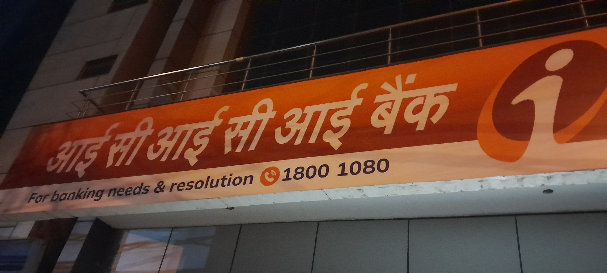 आई सी आई सी आई बैंक
For banking needs & resolution 1800 1080